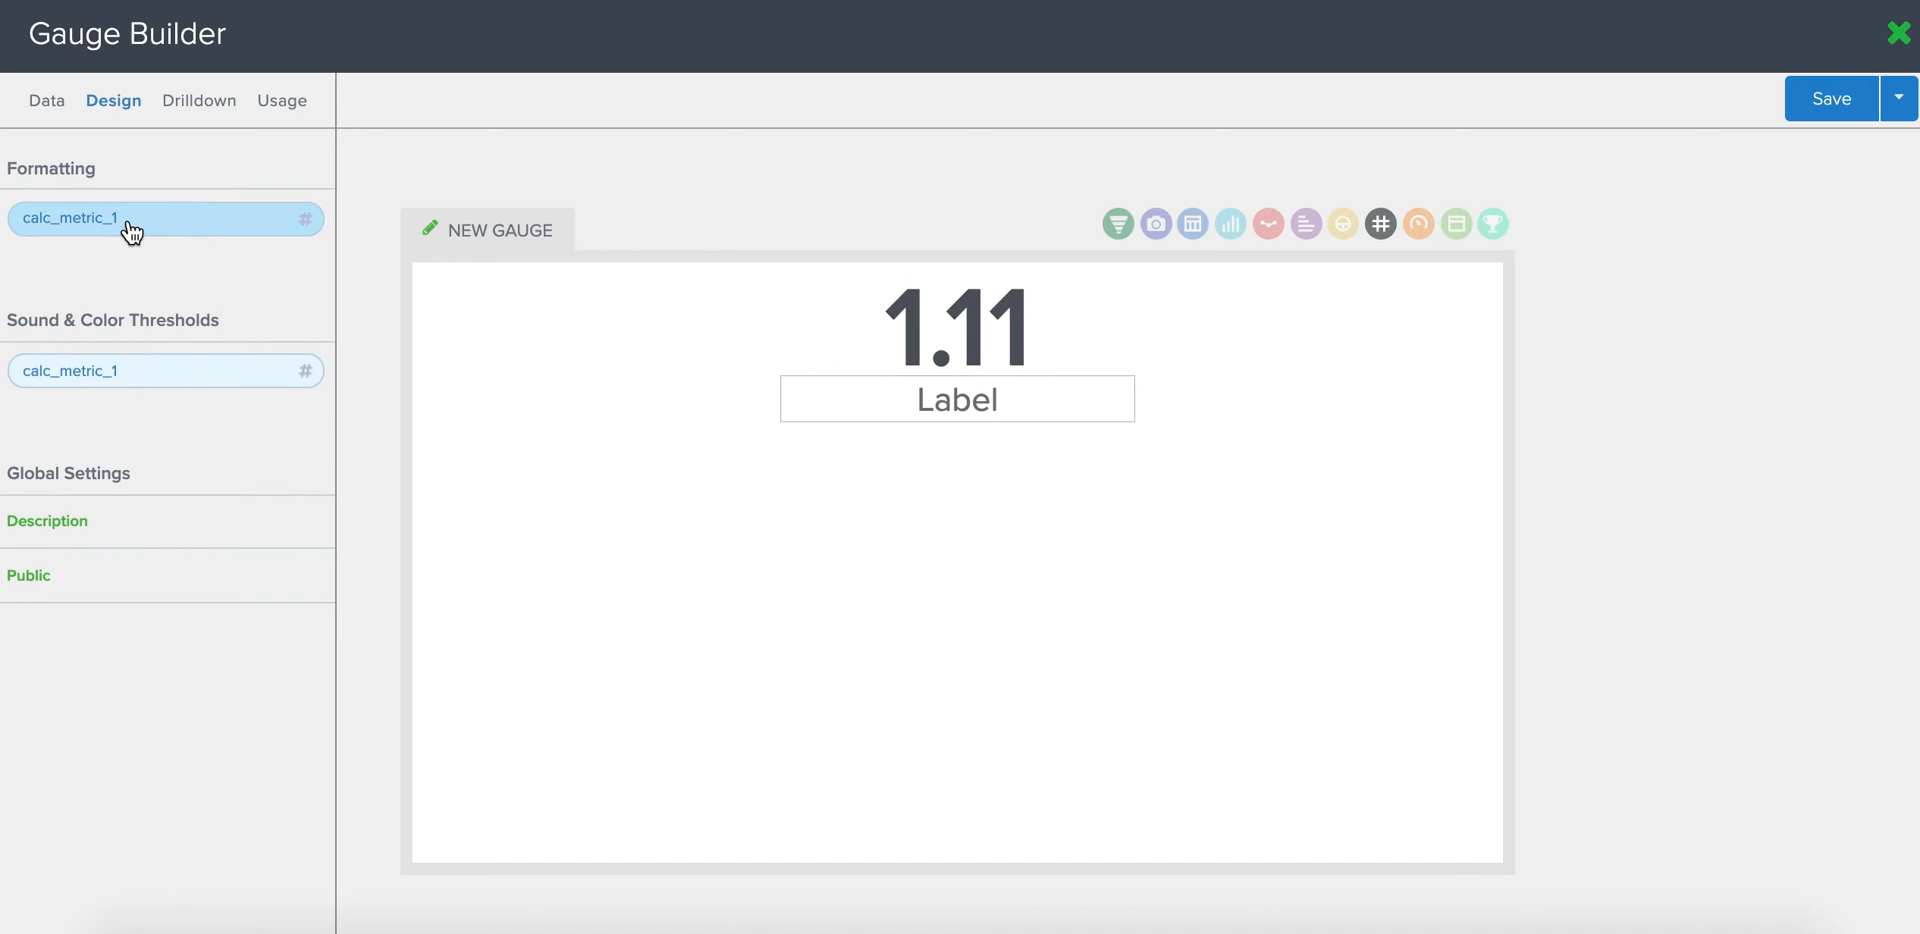 Gauge Builder
Data Design Drilldown Usage
Save
Formatting
calc_metric_1 #
Sound & Color Thresholds
calc_metric_1 #
Global Settings
Description
Public
NEW GAUGE
#
1.11
Label